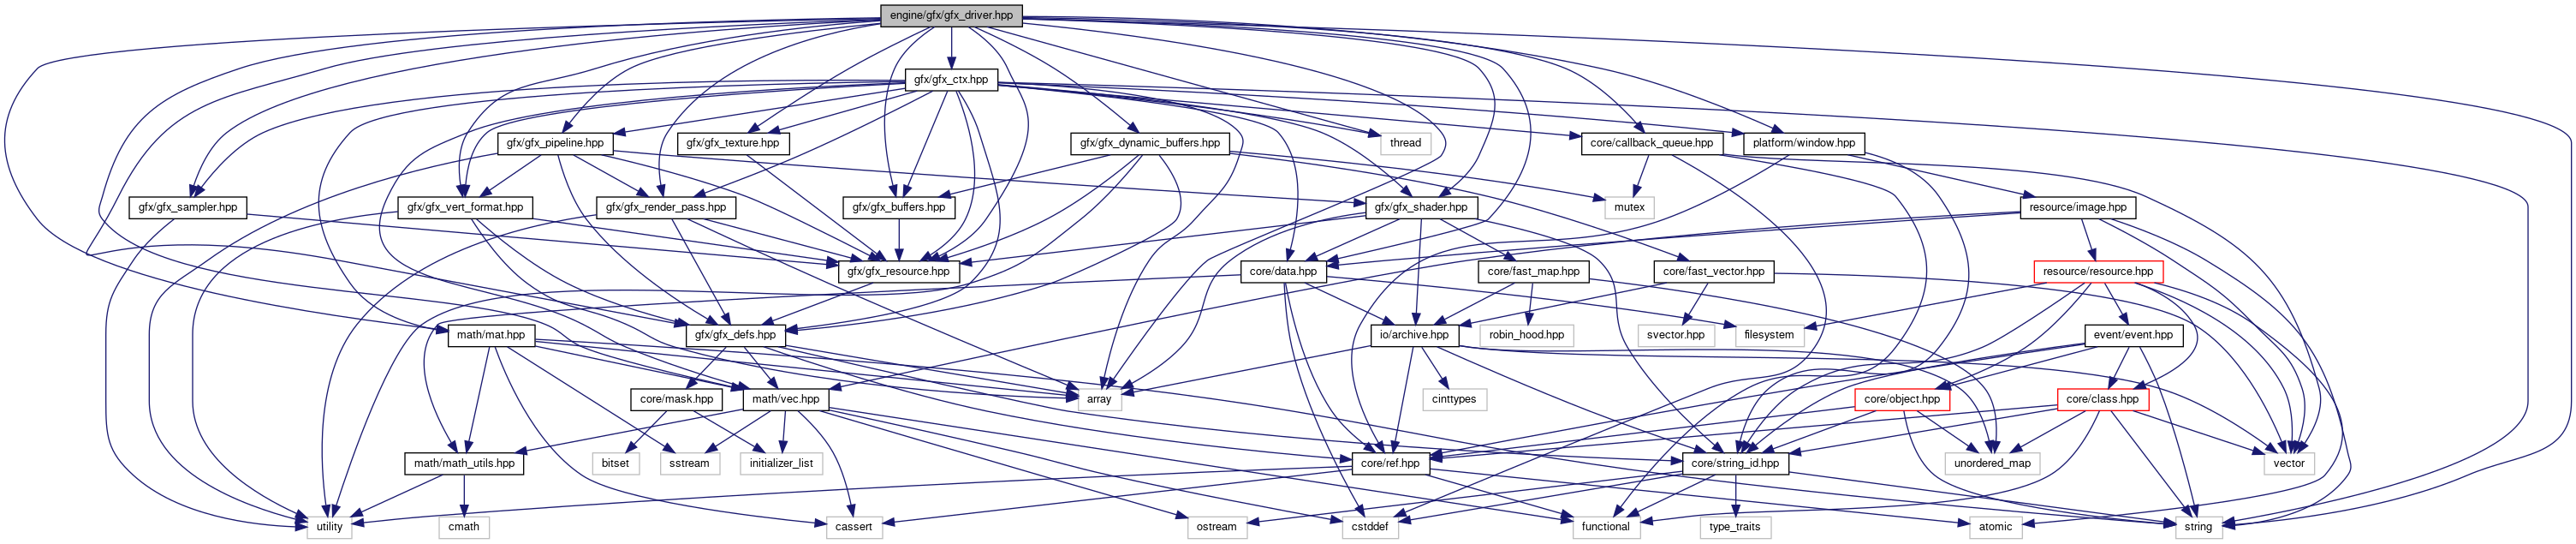 engine/gfx/gfx_driver.hpp
gfx/gfx_ctx.hpp
gfx/gfx_pipeline.hpp
gfx/gfx_texture.hpp
gfx/gfx_dynamic_buffers.hpp
thread
core/callback_queue.hpp
platform/window.hpp
gfx/gfx_sampler.hpp
gfx/gfx_vert_format.hpp
gfx/gfx_render_pass.hpp
gfx/gfx_buffers.hpp
gfx/gfx_shader.hpp
mutex
resource/image.hpp
gfx/gfx_resource.hpp
core/data.hpp
core/fast_map.hpp
core/fast_vector.hpp
resource/resource.hpp
math/mat.hpp
gfx/gfx_defs.hpp
io/archive.hpp
robin_hood.hpp
svector.hpp
filesystem
event/event.hpp
core/mask.hpp
math/vec.hpp
array
cinttypes
core/object.hpp
core/class.hpp
math/math_utils.hpp
bitset
sstream
initializer_list
core/ref.hpp
core/string_id.hpp
unordered_map
vector
utility
cmath
cassert
ostream
cstddef
functional
type_traits
atomic
string